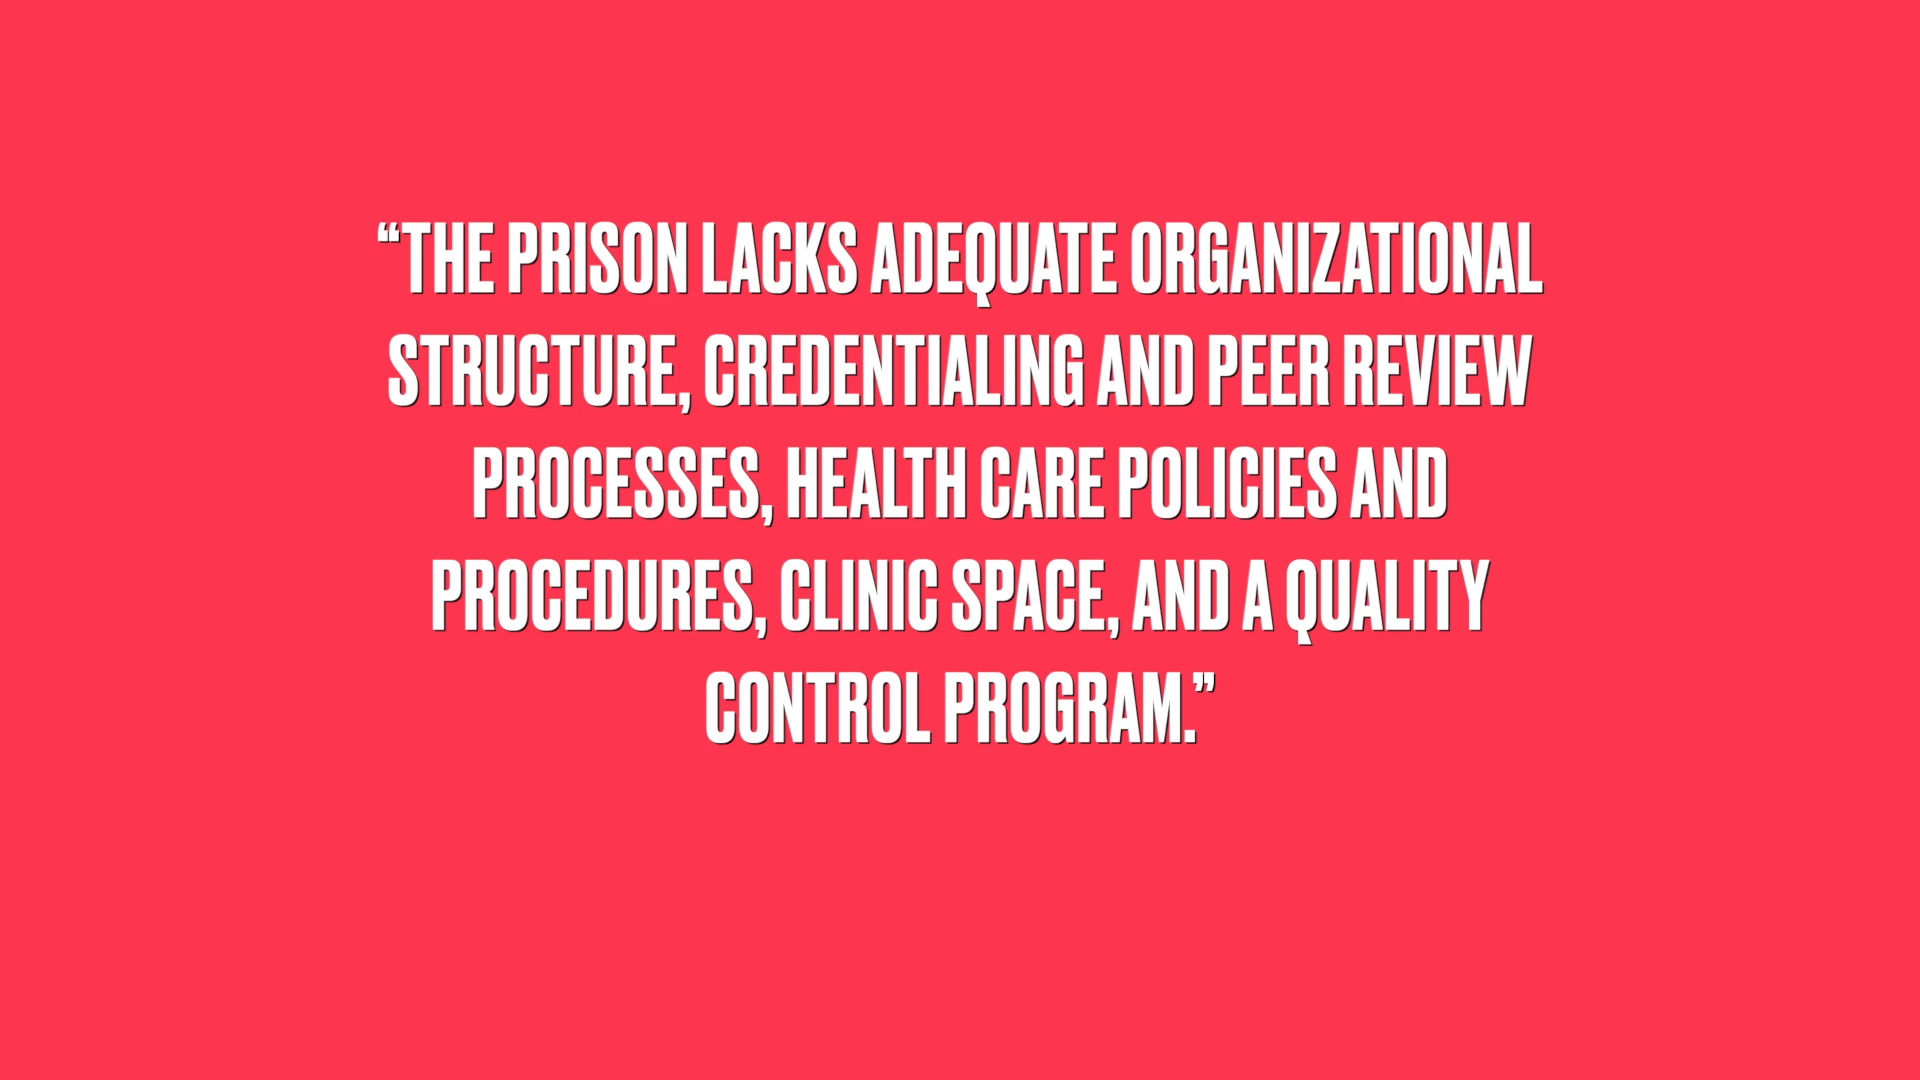 “THE PRISON LACKS ADEQUATE ORGANIZATIONAL
STRUCTURE, CREDENTIALING AND PEER REVIEW
PROCESSES, HEALTH CARE POLICIES AND
PROCEDURES, CLINIC SPACE, AND A QUALITY
CONTROL PROGRAM.”